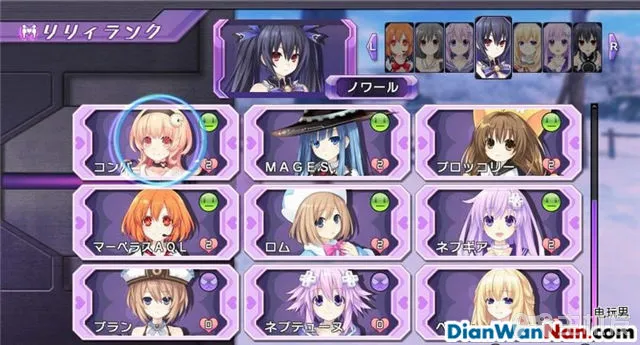 リリィランク
L
R
ノワール
コンパ
2
MAGES.
2
ブロッコリー
2
マーベラスAQL
2
ロム
2
ネプギア
2
ブラン
0
ネプテューヌ
0
ベ
电玩男
DianWanNan.com